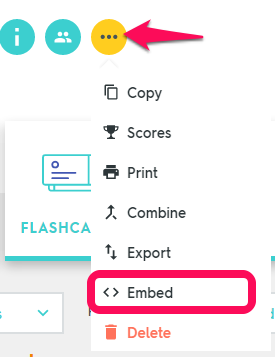 Copy
Scores
Print
Combine
FLASHCA
Export
Embed
Delete